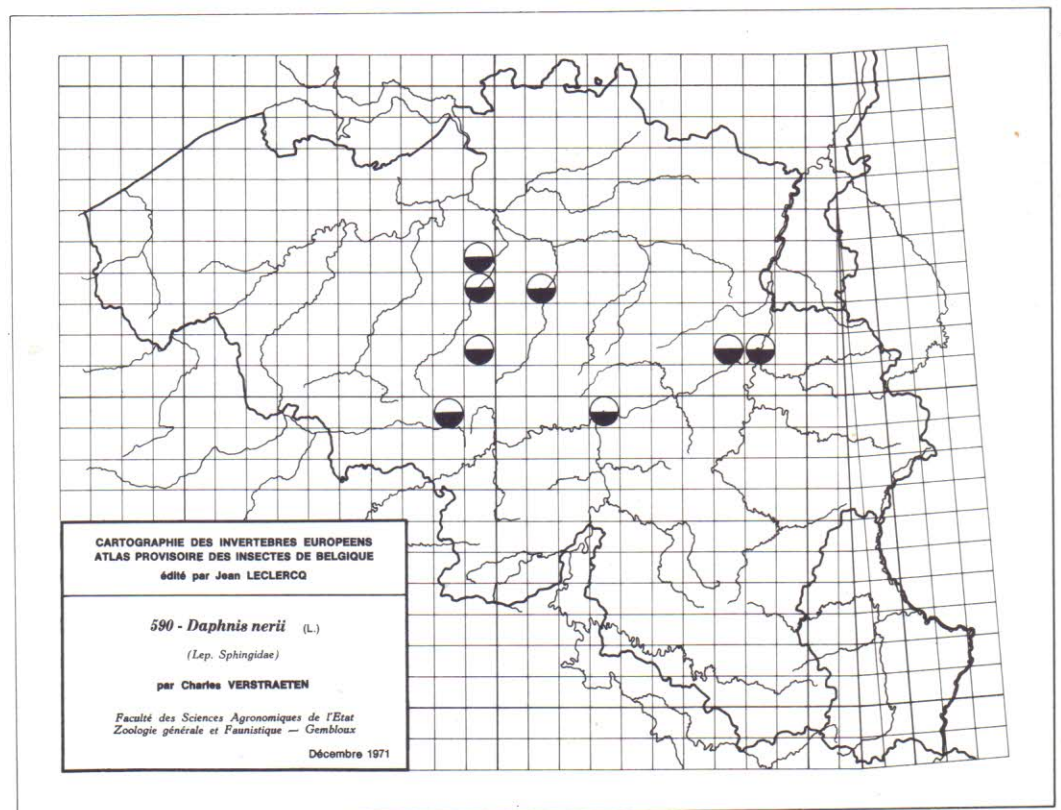 CARTOGRAPHIE DES INVERTEBRES EUROPEENS
ATLAS PROVISOIRE DES INSECTES DE BELGIQUE
édité par Jean LECLERCQ
590 - Daphnis nerii (L.)
(Lep. Sphingidae)
par Charles VERSTRAETEN
Faculté des Sciences Agronomiques de l'Etat
Zoologie générale et Faunistique — Gembloux
Décembre 1971